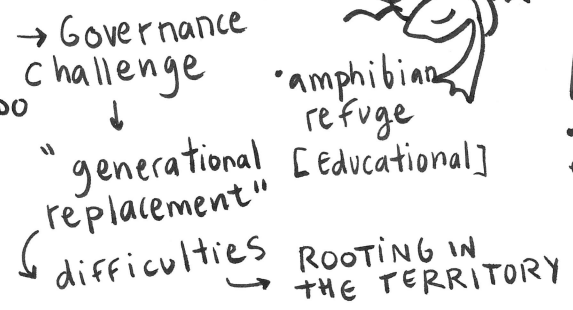 → Governance
Challenge
↓
"generational
replacement"
difficulties
→ ROOTING IN
THE TERRITORY
•amphibian
refuge
[Educational]